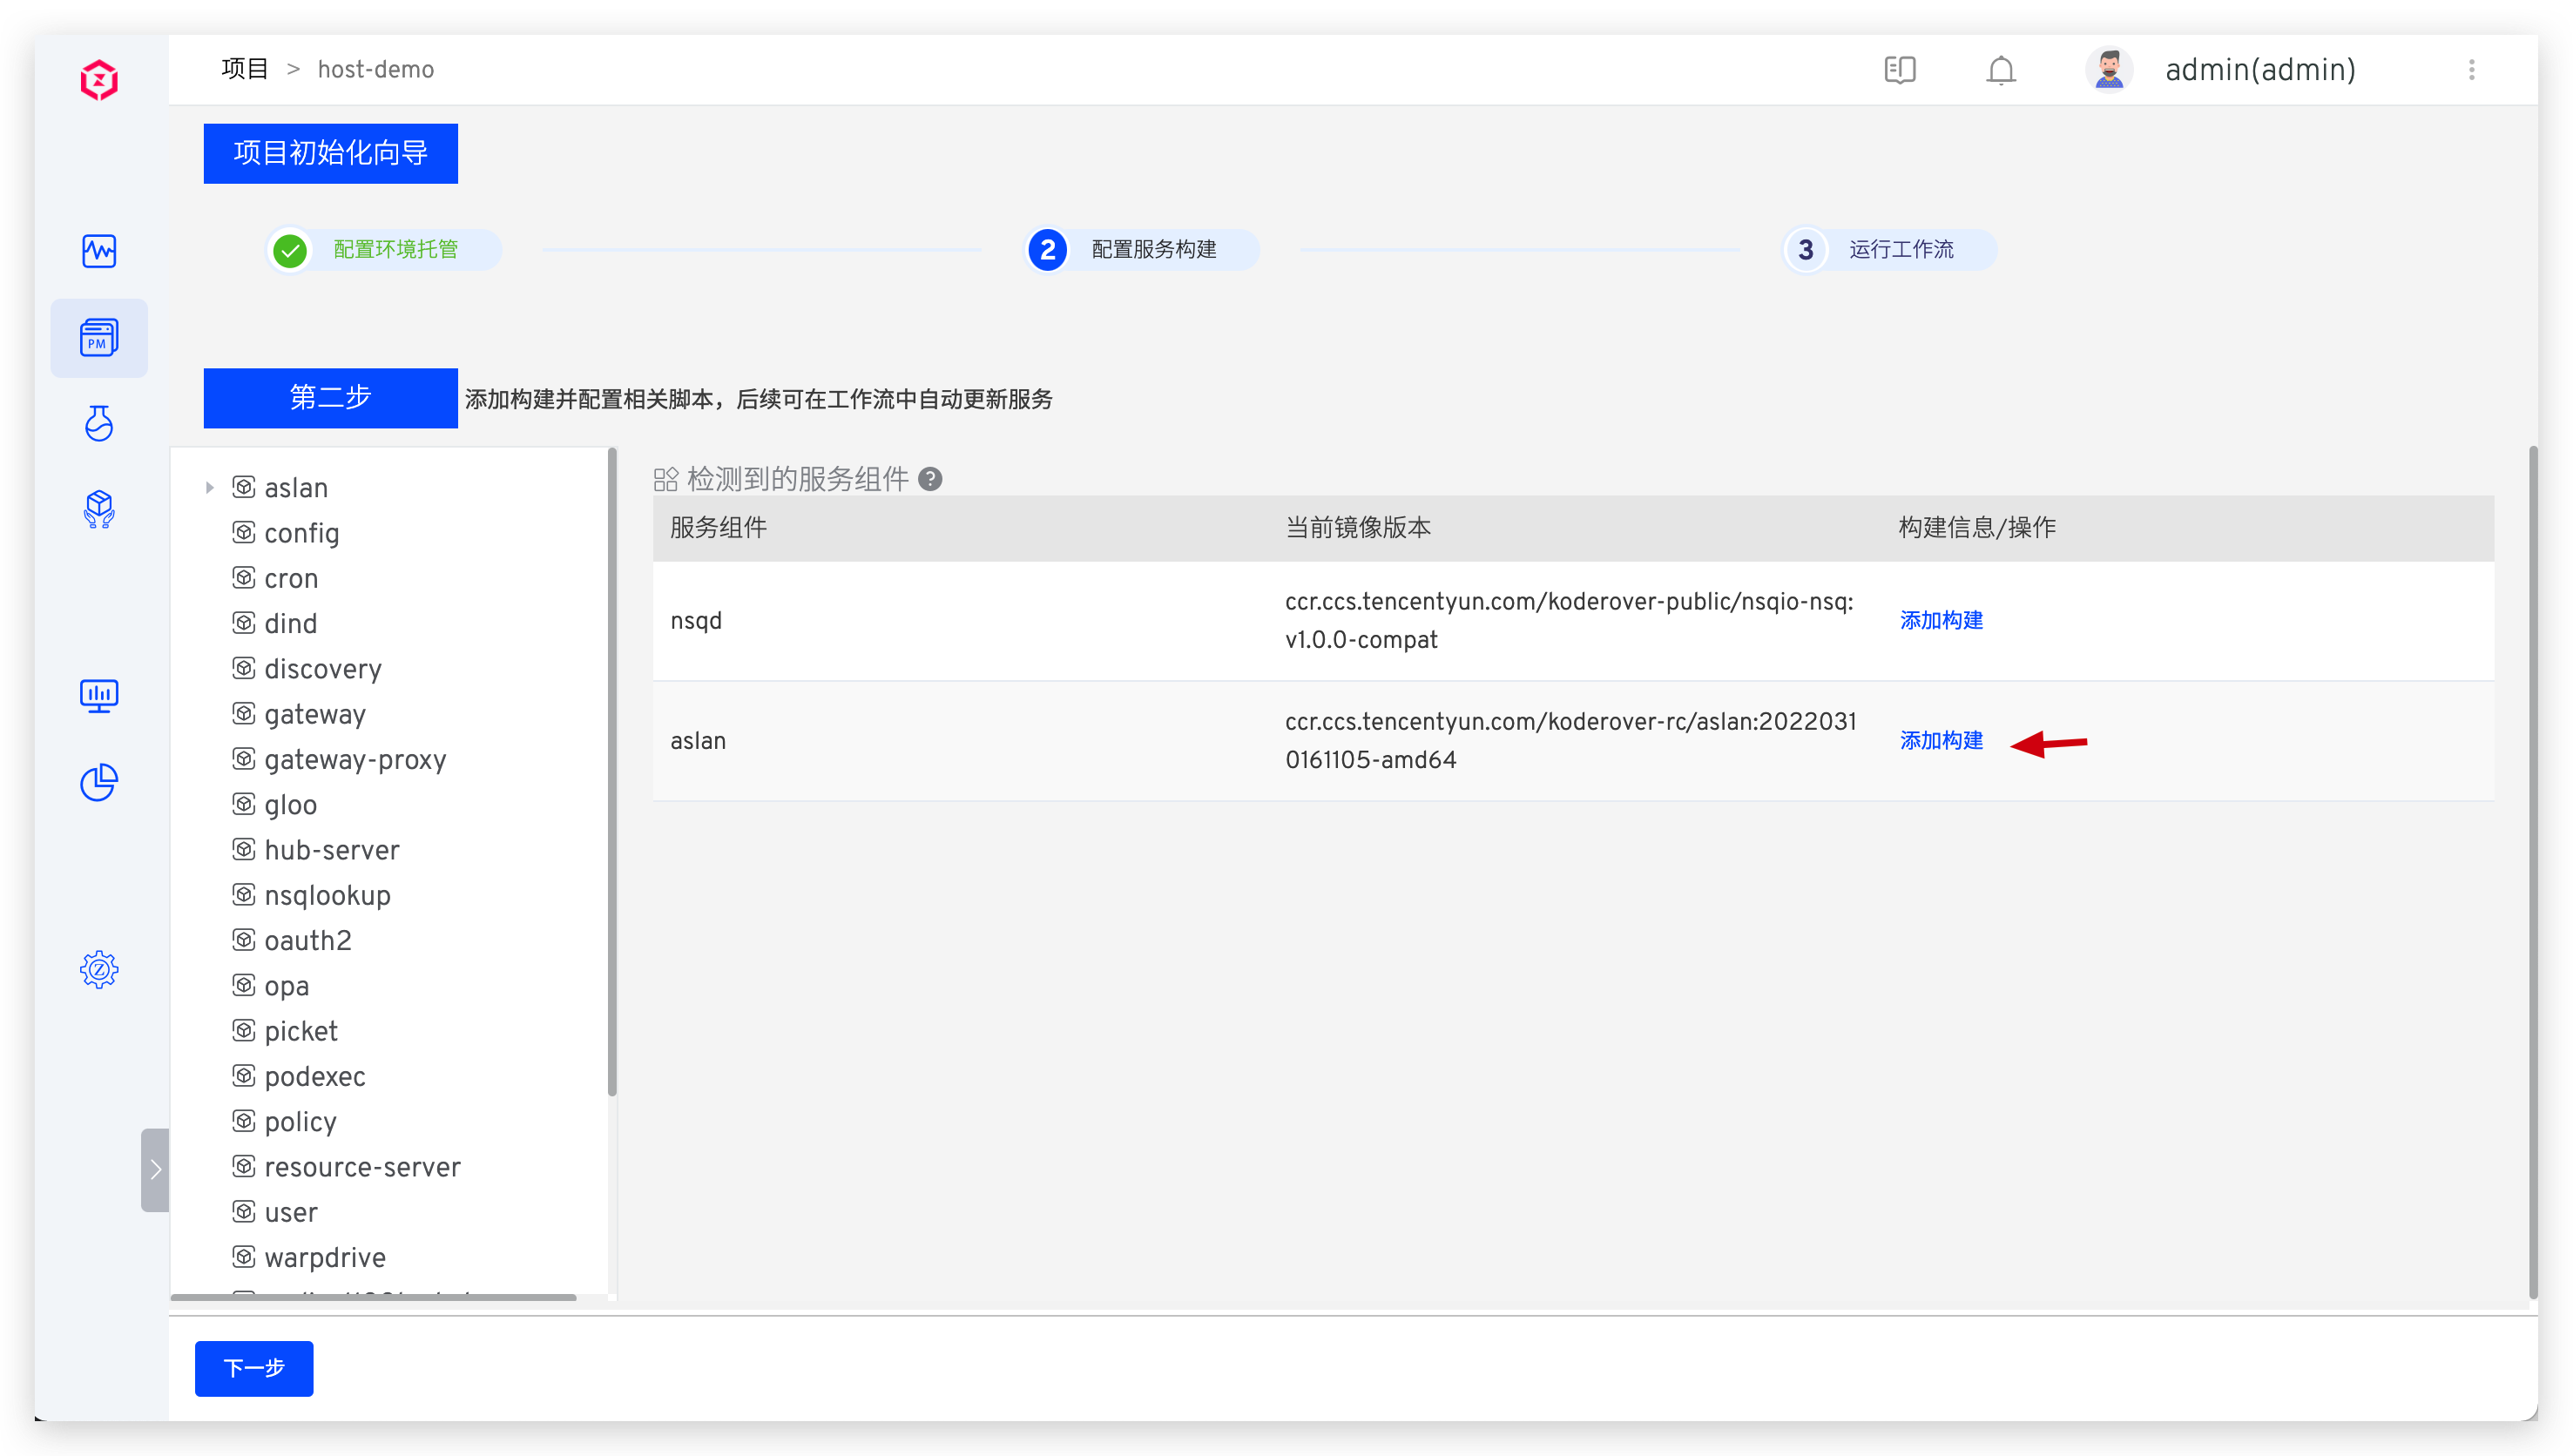 项目 > host-demo
admin(admin)
项目初始化向导
配置环境托管
2 配置服务构建
3 运行工作流
PM
第二步 添加构建并配置相关脚本，后续可在工作流中自动更新服务
aslan
config
cron
dind
discovery
gateway
gateway-proxy
gloo
hub-server
nsqlookup
oauth2
opa
picket
podexec
policy
resource-server
user
warpdrive
检测到的服务组件 ?
服务组件 当前镜像版本 构建信息/操作
nsqd ccr.ccs.tencentyun.com/koderover-public/nsqio-nsq: 添加构建
v1.0.0-compat
aslan ccr.ccs.tencentyun.com/koderover-rc/aslan:2022031 添加构建
0161105-amd64
下一步